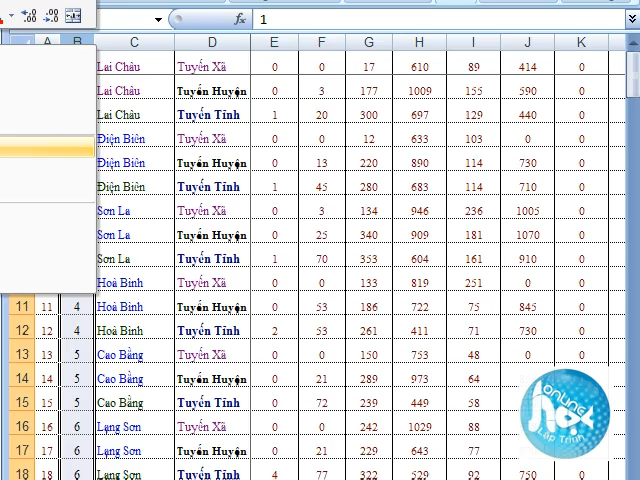 fx 1
A B C D E F G H I J K
Lai Châu Tuyến Xã 0 0 17 610 89 414 0
Lai Châu Tuyến Huyện 0 3 177 1009 155 590 0
Lai Châu Tuyến Tỉnh 1 20 300 697 129 440 0
Điện Biên Tuyến Xã 0 0 12 633 103 0 0
Điện Biên Tuyến Huyện 0 13 220 890 114 730 0
Điện Biên Tuyến Tỉnh 1 45 280 683 114 710 0
Sơn La Tuyến Xã 0 3 134 946 236 1005 0
Sơn La Tuyến Huyện 0 25 340 909 181 1070 0
Sơn La Tuyến Tỉnh 1 70 353 604 161 910 0
Hoà Bình Tuyến Xã 0 0 133 819 251 0 0
11 11 4 Hoà Bình Tuyến Huyện 0 53 186 722 75 845 0
12 12 4 Hoà Bình Tuyến Tỉnh 2 53 261 411 71 730 0
13 13 5 Cao Bằng Tuyến Xã 0 0 150 753 48 0 0
14 14 5 Cao Bằng Tuyến Huyện 0 21 289 973 64
15 15 5 Cao Bằng Tuyến Tỉnh 0 72 239 449 58
16 16 6 Lạng Sơn Tuyến Xã 0 0 242 1029 88
17 17 6 Lạng Sơn Tuyến Huyện 0 21 229 643 77
18 18 6 Lạng Sơn Tuyến Tỉnh 4 77 322 529 92 750 0
ONLINE
Lập Trình